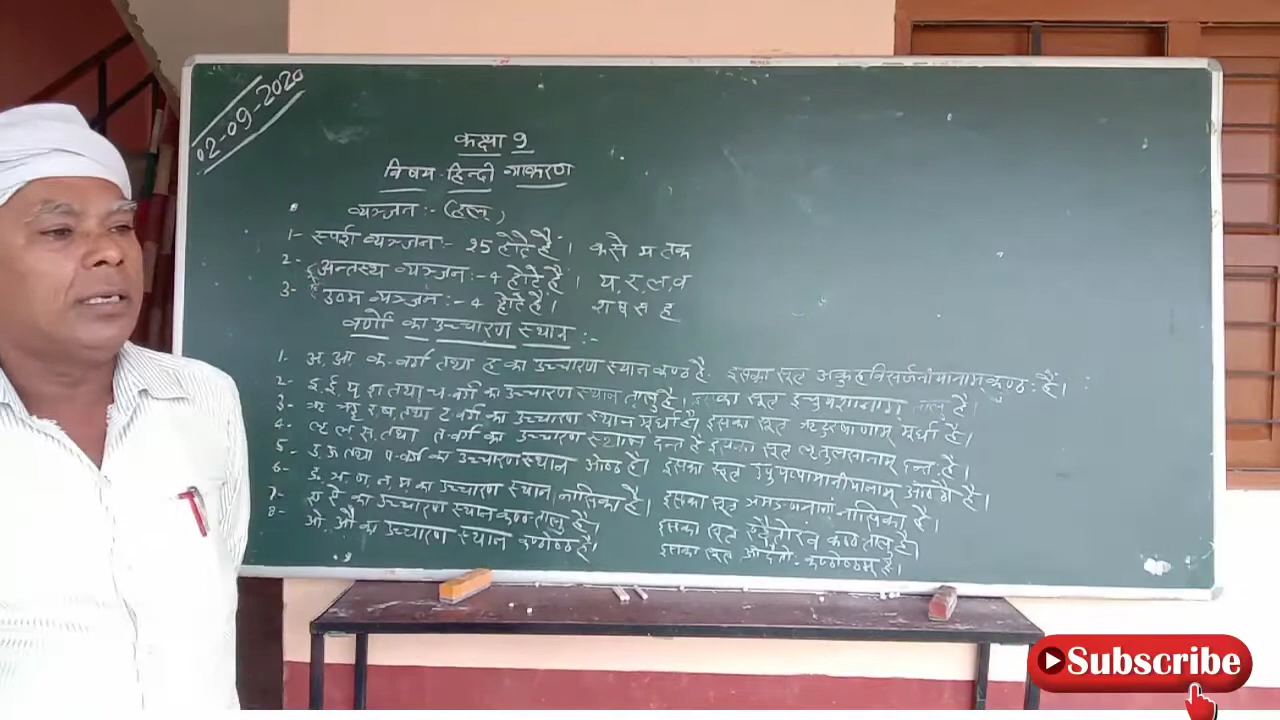 02-09-2020
कक्षा 9
विषय-हिन्दी व्याकरण
व्यञ्जन :- (हल्)
1- स्पर्श व्यञ्जन :- 25 होते हैं। क से म तक
2- अन्तस्थ व्यञ्जन :- 4 होते हैं। य, र, ल, व
3- उष्म व्यञ्जन :- 4 होते हैं। श ष स ह
वर्णों का उच्चारण स्थान :-
1. अ, आ क-वर्ग तथा ह का उच्चारण स्थान कण्ठ है. इसका सूत्र अकुहविसर्जनीयानाम कण्ठः हैं।
2- इ, ई, य्, श तथा च वर्ग का उच्चारण स्थान तालु है। इसका सूत्र इचुयशानाम् तालु है।
3- ऋ ॠ र, ष, तथा ट वर्ग का उच्चारण स्थान मूर्धा है। इसका सूत्र ऋटुरषाणाम् मूर्धा है।
4. लृ ल, स, तथा त वर्ग का उच्चारण स्थान दन्त है इसका सूत्र लृतुलसानाम् दन्तः है।
5. उ ऊ तथा प-वर्ग का उच्चारण स्थान ओष्ठ है। इसका सूत्र उपूपध्मानीयानाम् ओष्ठौ है।
6- ङ, ञ, ण, न, म, का उच्चारण स्थान नासिका है। इसका सूत्र ञमङणनानां नासिका है।
7- ए ऐ का उच्चारण स्थान कण्ठ तालु है। इसका सूत्र कण्ठ तालु है।
8- ओ, औ का उच्चारण स्थान कण्ठोष्ठ है। इसका सूत्र कण्ठोष्ठम् है।
Subscribe